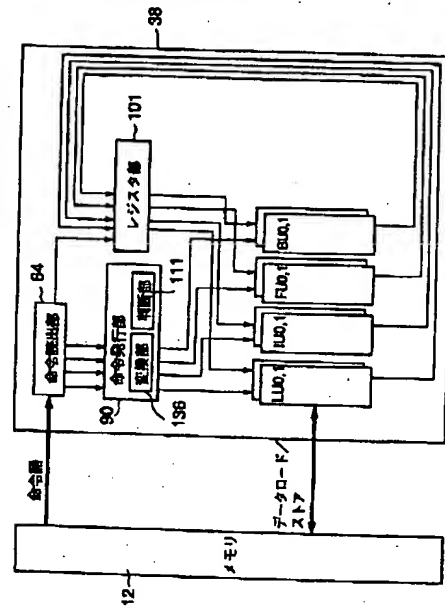 38
64
命令読出部
101
レジスタ部
90
命令発行部
変換部
判断部
111
136
LU0,1
IU0,1
FU0,1
BU0,1
命令語
データロード/
ストア
12
メモリ